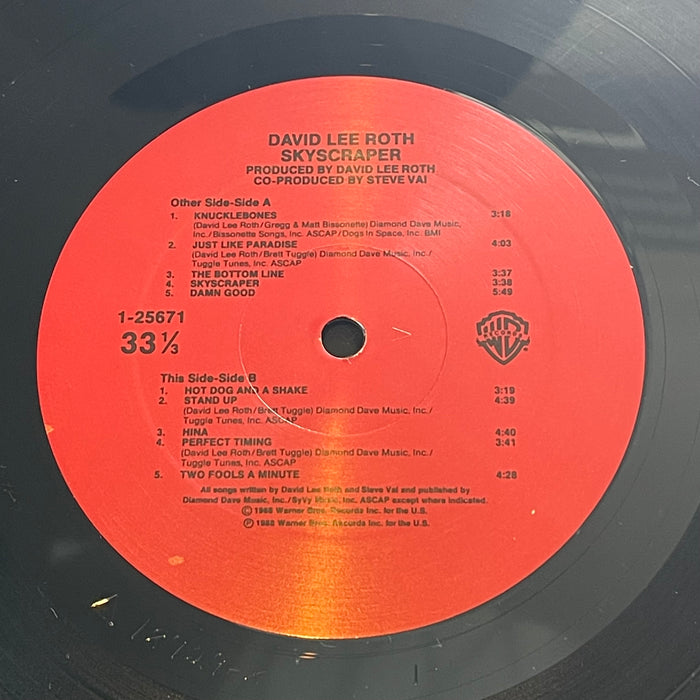 DAVID LEE ROTH
SKYSCRAPER
PRODUCED BY DAVID LEE ROTH
CO-PRODUCED BY STEVE VAI
Other Side-Side A
1. KNUCKLEBONES 3:18
(David Lee Roth/Gregg & Matt Bissonette) Diamond Dave Music,
Inc./Bissonette Songs, Inc. ASCAP/Dogs In Space, Inc. BMI
2. JUST LIKE PARADISE 4:03
(David Lee Roth/Brett Tuggle) Diamond Dave Music, Inc./
Tuggle Tunes, Inc. ASCAP
3. THE BOTTOM LINE 3:37
4. SKYSCRAPER 3:38
5. DAMN GOOD 5:49
1-25671
33 ⅓
WB
RECORDS
This Side-Side B
1. HOT DOG AND A SHAKE 3:19
2. STAND UP 4:39
(David Lee Roth/Brett Tuggle) Diamond Dave Music, Inc./
Tuggle Tunes, Inc. ASCAP
3. HINA 4:40
4. PERFECT TIMING 3:41
(David Lee Roth/Brett Tuggle) Diamond Dave Music, Inc./
Tuggle Tunes, Inc. ASCAP
5. TWO FOOLS A MINUTE 4:28
All songs written by David Lee Roth and Steve Vai and published by
Diamond Dave Music, Inc./SyVy Music, Inc. ASCAP except where indicated.
© 1988 Warner Bros. Records Inc. for the U.S.
℗ 1988 Warner Bros. Records Inc. for the U.S.